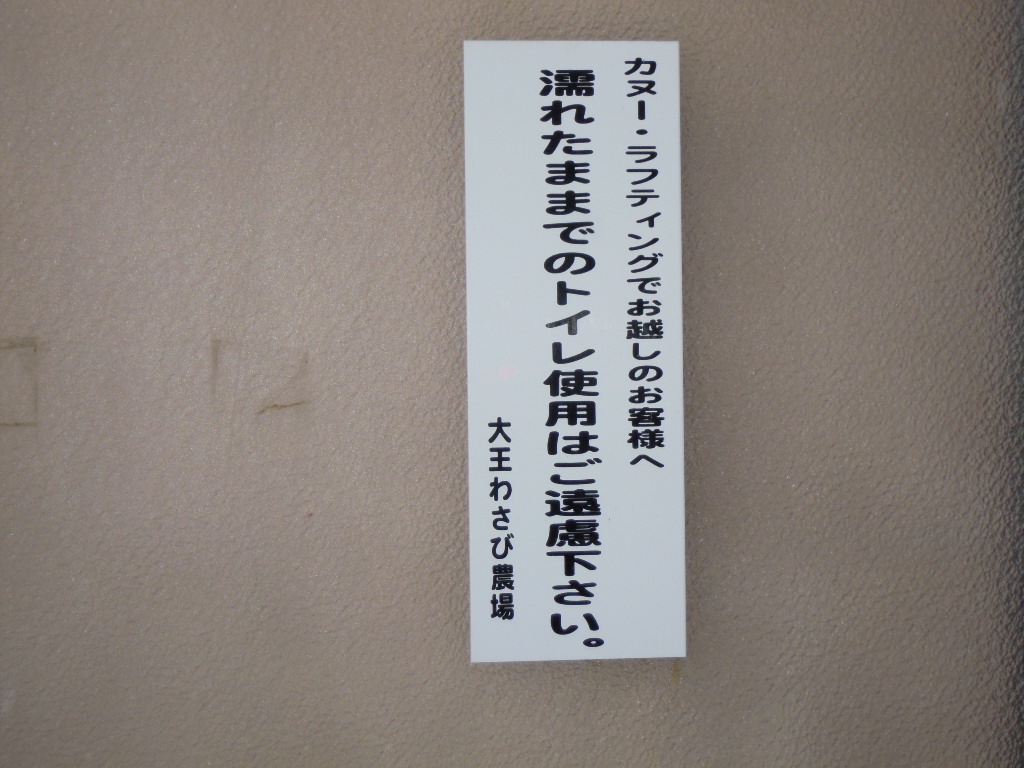 カヌー・ラフティングでお越しのお客様へ
濡れたままでのトイレ使用はご遠慮下さい。
大王わさび農場